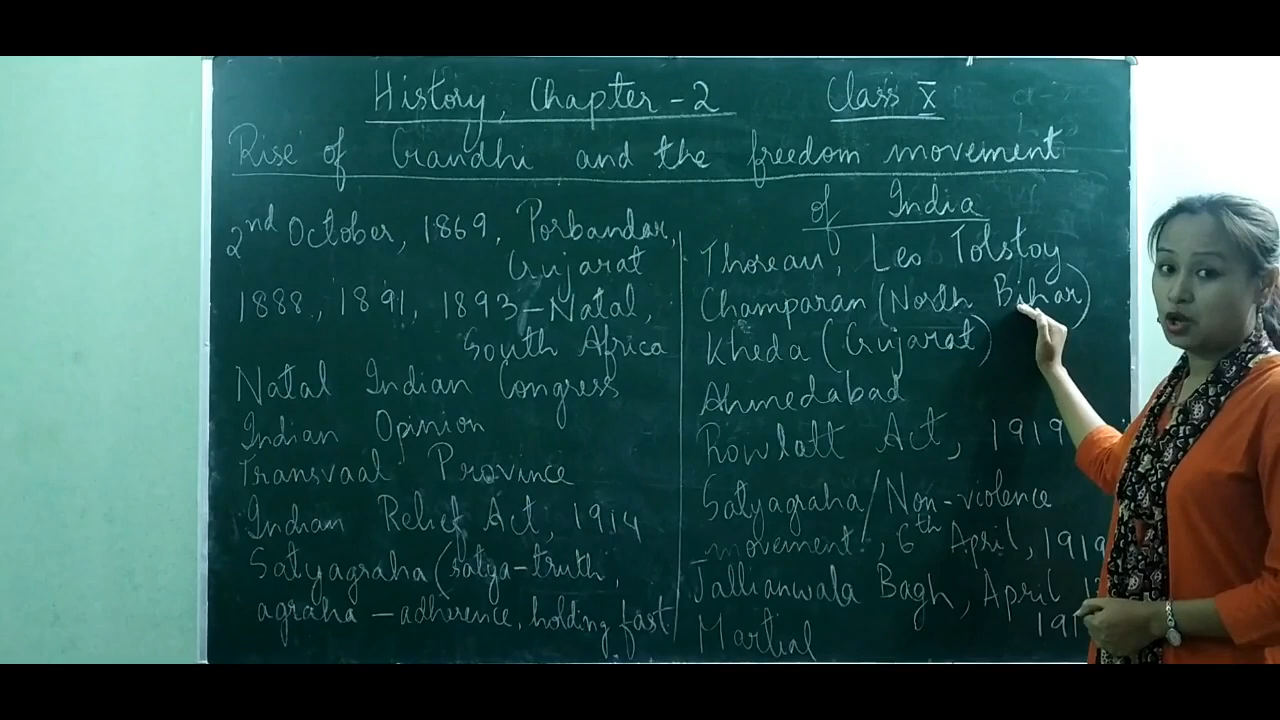 History, Chapter - 2 Class X
Rise of Gandhi and the freedom movement
of India
2nd October, 1869, Porbandar,
Gujarat
1888, 1891, 1893 - Natal,
South Africa
Natal Indian Congress
Indian Opinion
Transvaal Province
Indian Relief Act, 1914
Satyagraha (satya - truth,
agraha - adherence, holding fast
Thoreau, Leo Tolstoy
Champaran (North Bihar)
Kheda (Gujarat)
Ahmedabad
Rowlatt Act, 1919
Satyagraha/Non-violence
movement, 6th April, 1919
Jallianwala Bagh, April
Martial